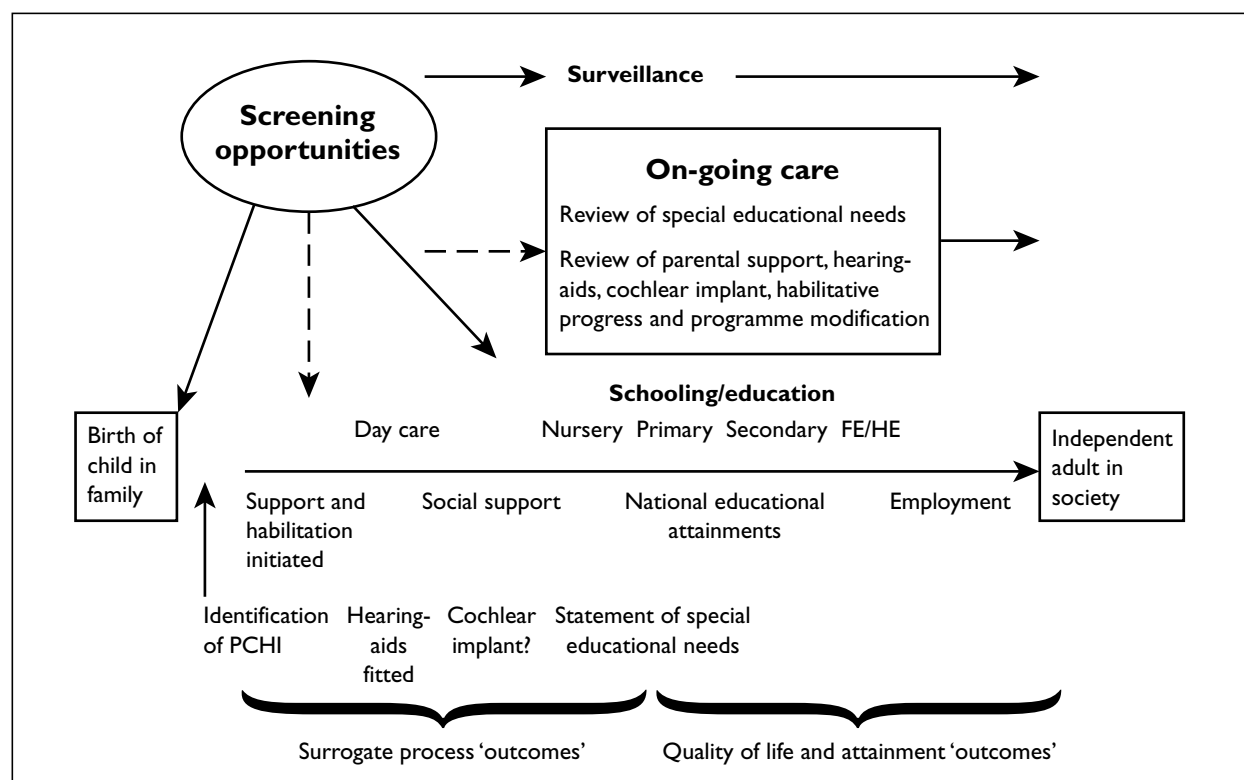 Screening
opportunities
Surveillance
On-going care
Review of special educational needs
Review of parental support, hearing-
aids, cochlear implant, habilitative
progress and programme modification
Schooling/education
Day care
Nursery Primary Secondary FE/HE
Birth of
child in
family
Independent
adult in
society
Support and
habilitation
initiated
Social support
National educational
attainments
Employment
Identification
of PCHI
Hearing-
aids
fitted
Cochlear
implant?
Statement of special
educational needs
Surrogate process ‘outcomes’
Quality of life and attainment ‘outcomes’